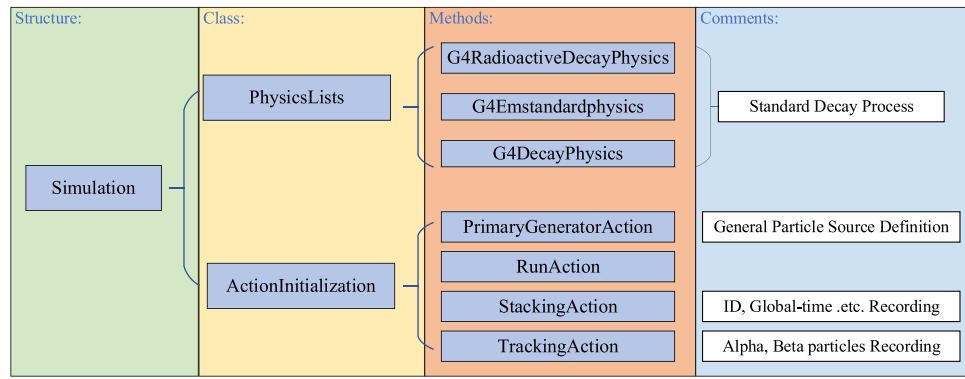 Structure:
Class:
Methods:
Comments:
Simulation
PhysicsLists
G4RadioactiveDecayPhysics
G4Emstandardphysics
G4DecayPhysics
Standard Decay Process
ActionInitialization
PrimaryGeneratorAction
General Particle Source Definition
RunAction
StackingAction
ID, Global-time .etc. Recording
TrackingAction
Alpha, Beta particles Recording